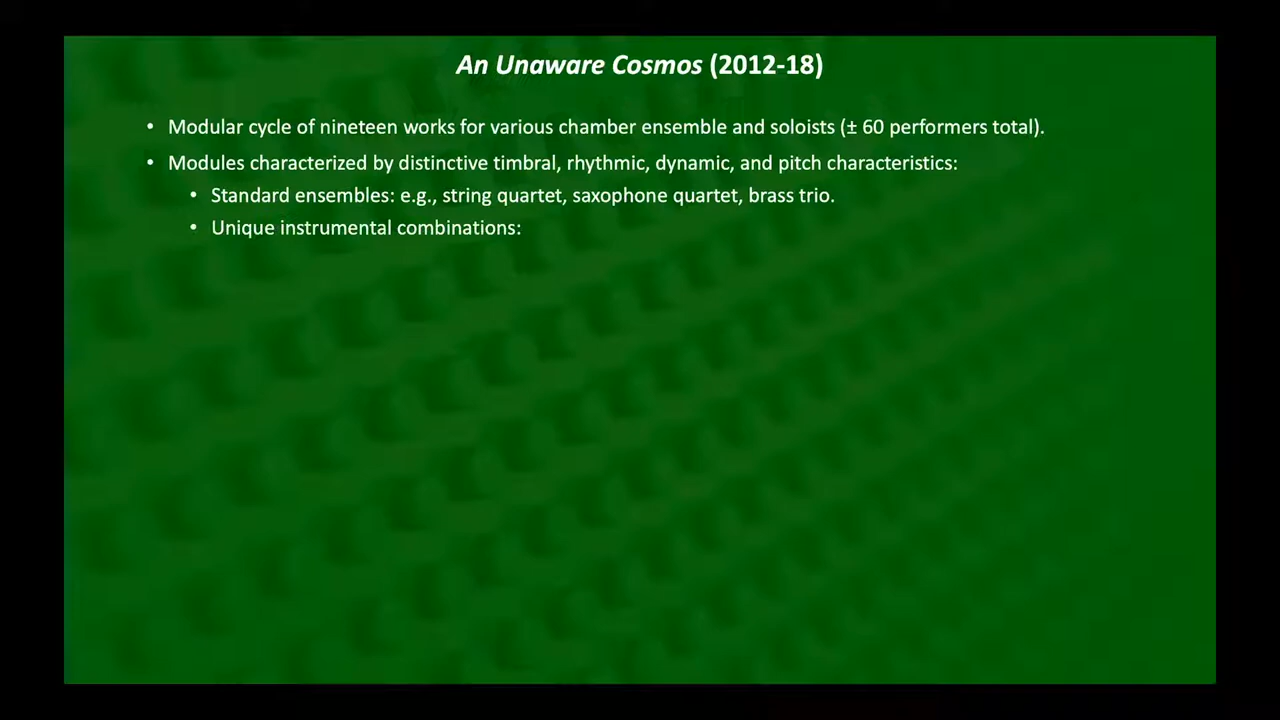 An Unaware Cosmos (2012-18)
• Modular cycle of nineteen works for various chamber ensemble and soloists (± 60 performers total).
• Modules characterized by distinctive timbral, rhythmic, dynamic, and pitch characteristics:
• Standard ensembles: e.g., string quartet, saxophone quartet, brass trio.
• Unique instrumental combinations: